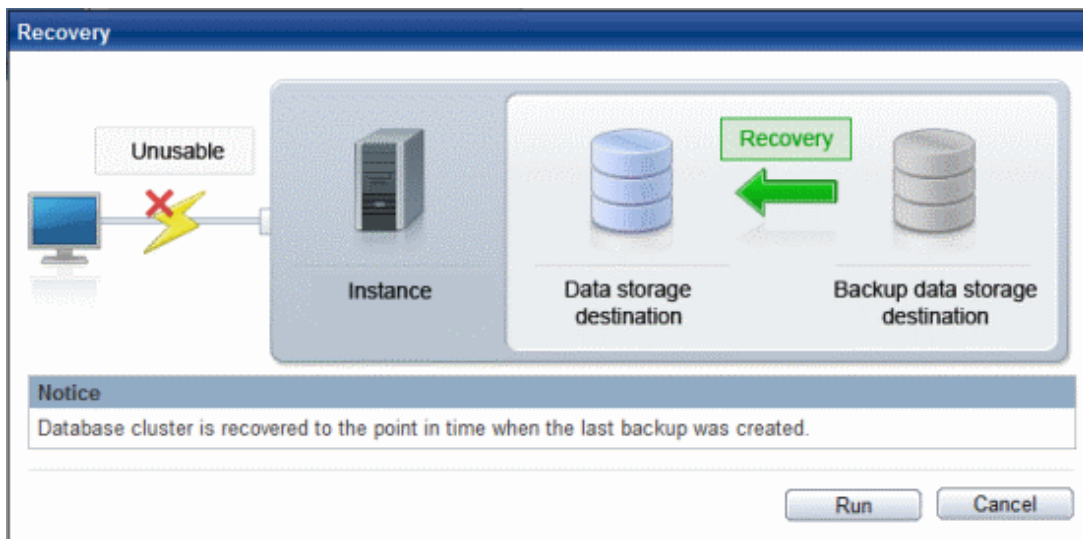 Recovery
Unusable
Recovery
Instance
Data storage
destination
Backup data storage
destination
Notice
Database cluster is recovered to the point in time when the last backup was created.
Run
Cancel